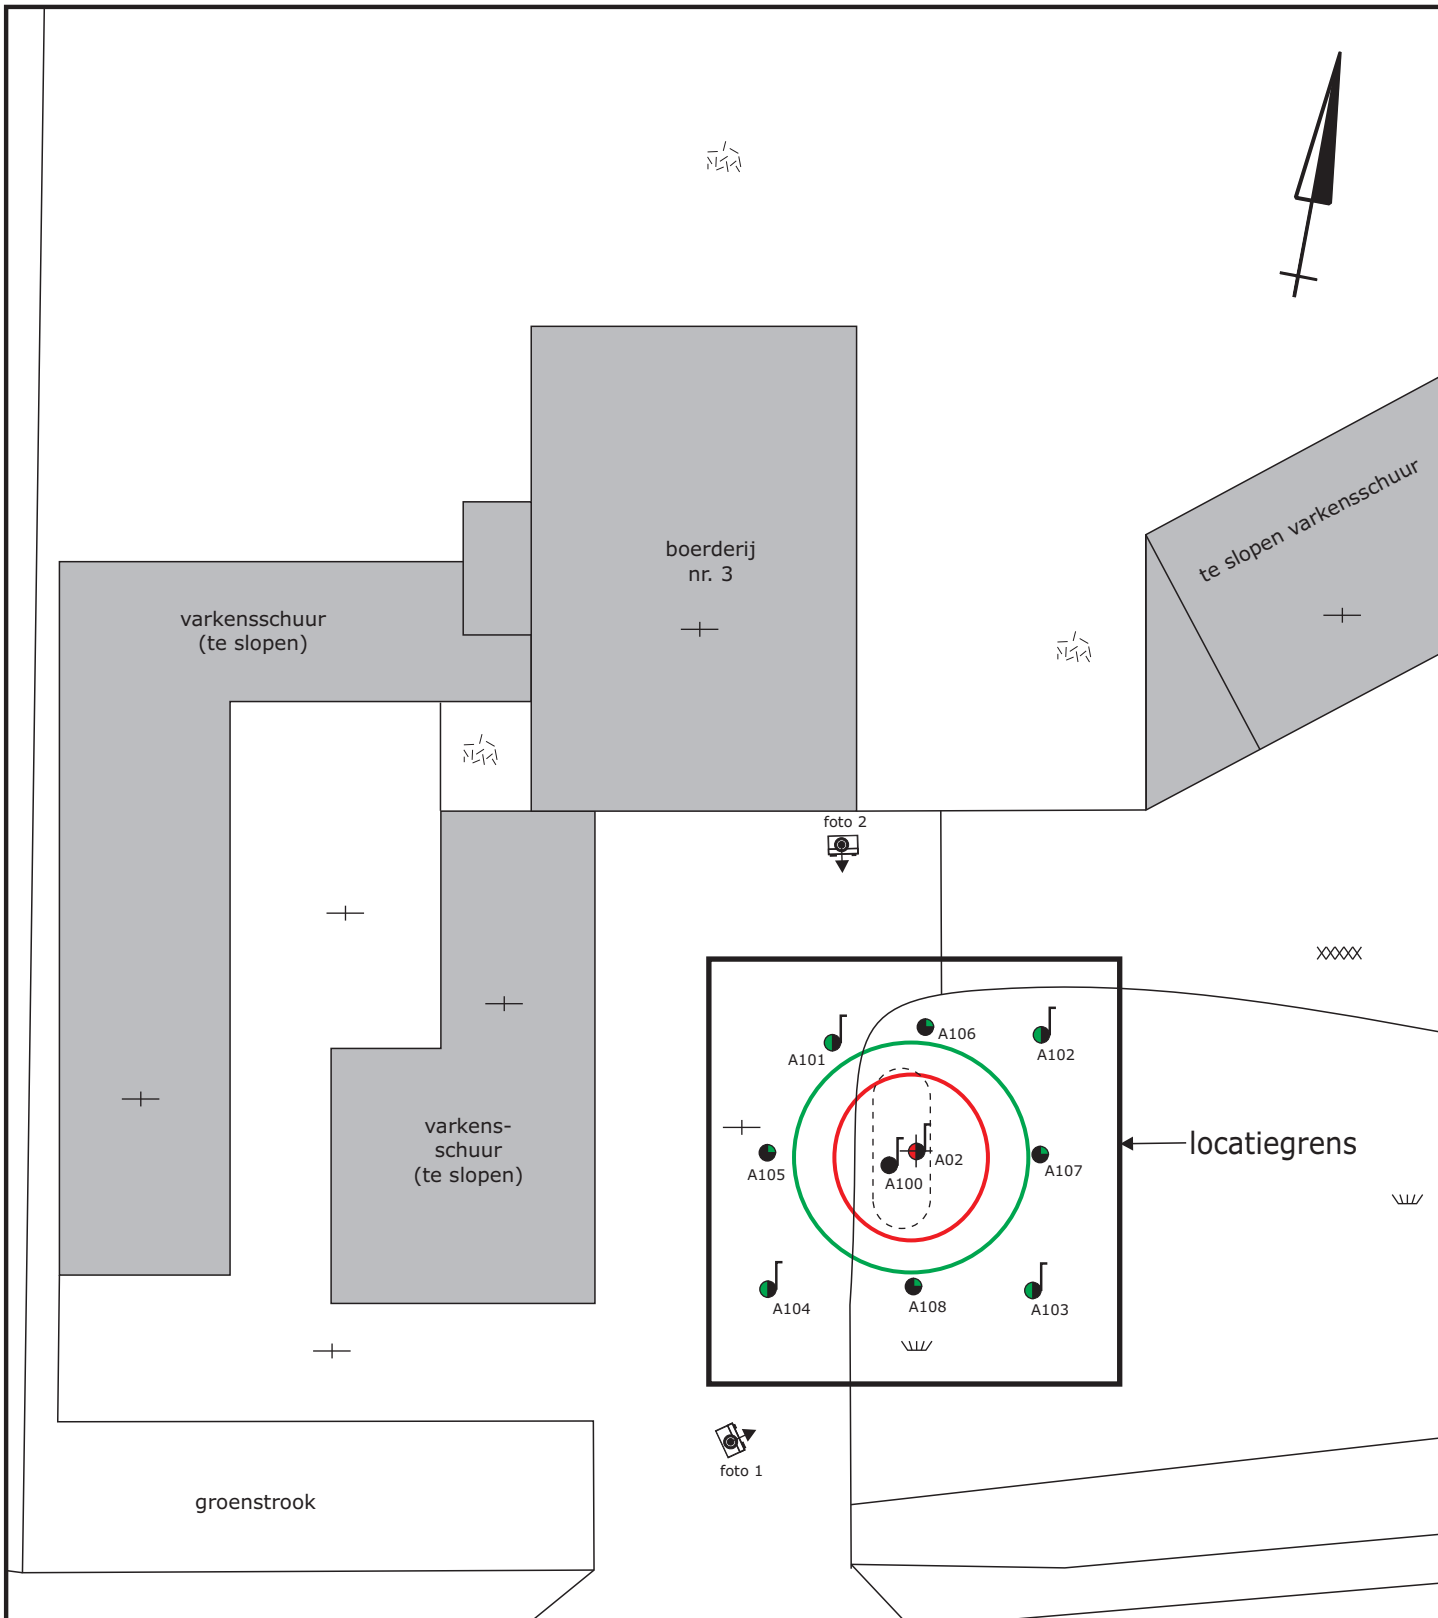 te slopen varkensschuur
boerderij
nr. 3
varkensschuur
(te slopen)
foto 2
A106
A101
A102
varkens-
schuur
(te slopen)
locatiegrens
A02
A105
A100
A107
A104
A108
A103
foto 1
groenstrook